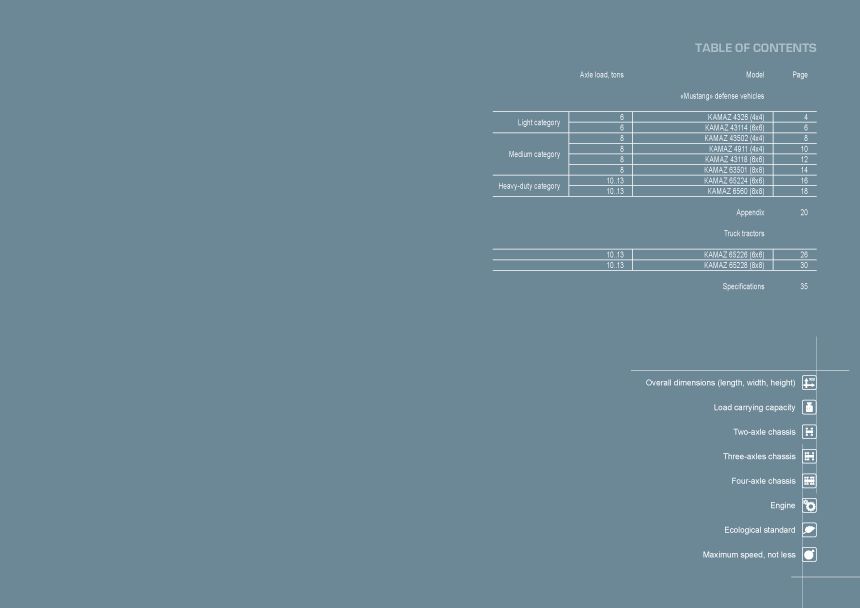 TABLE OF CONTENTS
Axle load, tons Model Page
«Mustang» defense vehicles
Light category
6 KAMAZ 4326 (4x4) 4
6 KAMAZ 43114 (6x6) 6
Medium category
8 KAMAZ 43502 (4x4) 8
8 KAMAZ 4911 (4x4) 10
8 KAMAZ 43118 (6x6) 12
8 KAMAZ 63501 (8x8) 14
Heavy-duty category
10..13 KAMAZ 65224 (6x6) 16
10..13 KAMAZ 6560 (8x8) 18
Appendix 20
Truck tractors
10..13 KAMAZ 65226 (6x6) 26
10..13 KAMAZ 65228 (8x8) 30
Specifications 35
Overall dimensions (length, width, height)
Load carrying capacity
Two-axle chassis
Three-axles chassis
Four-axle chassis
Engine
Ecological standard
Maximum speed, not less